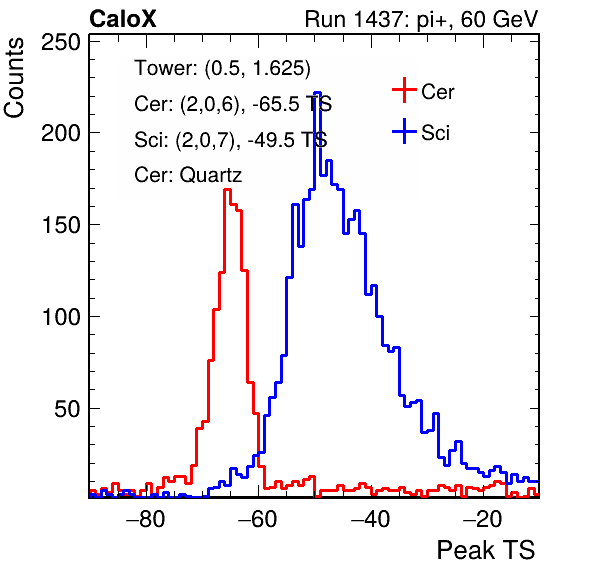 CaloX Run 1437: pi+, 60 GeV
Counts
250
200
150
100
50
Tower: (0.5, 1.625)
Cer: (2,0,6), -65.5 TS
Sci: (2,0,7), -49.5 TS
Cer: Quartz
Cer
Sci
−80 −60 −40 −20
Peak TS